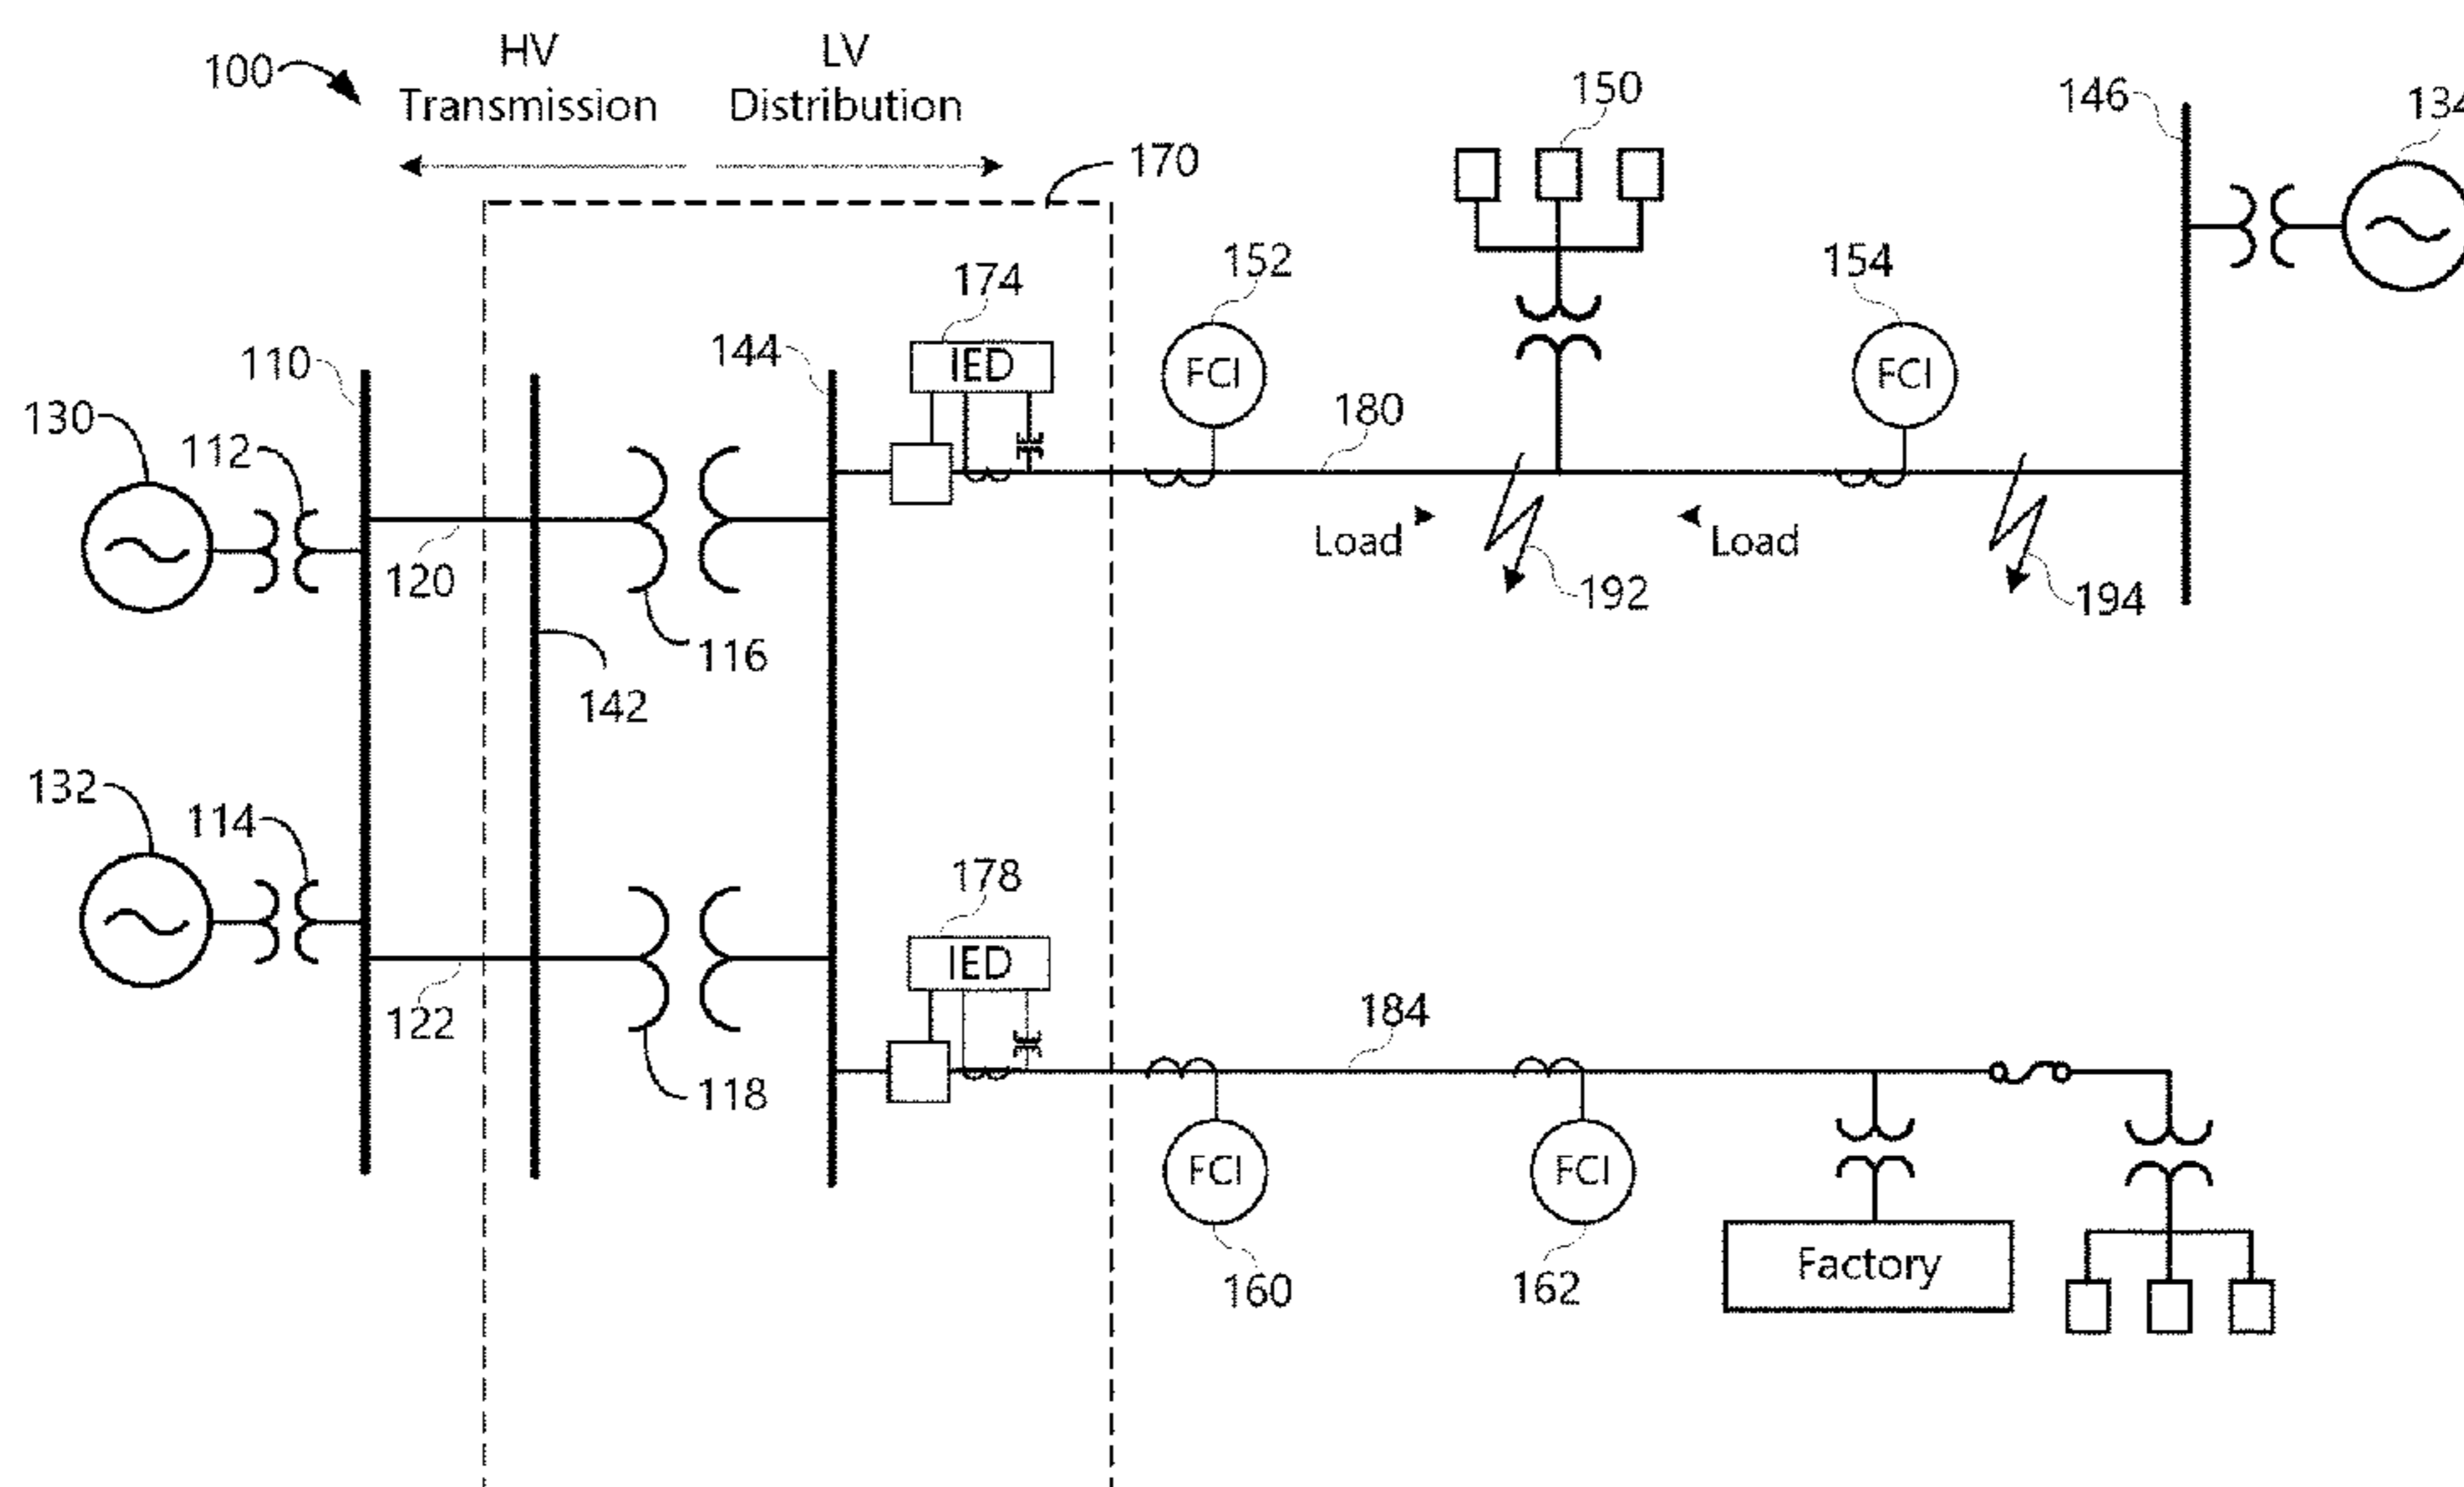 HV
LV
100
Transmission
Distribution
150
146
134
170
152
154
174
144
IED
110
FCI
FCI
180
130
112
Load
Load
120
192
194
116
142
132
114
178
IED
184
122
118
FCI
FCI
Factory
160
162